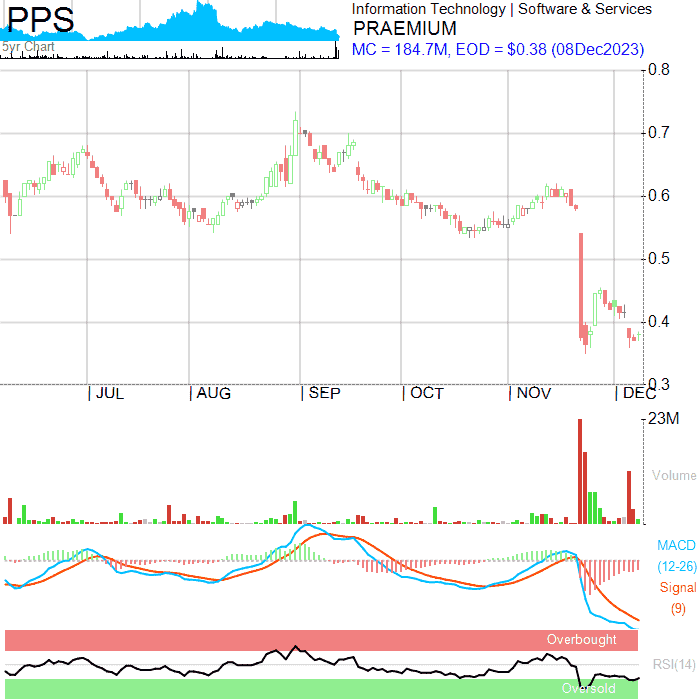 PPS
5yr Chart
Information Technology | Software & Services
PRAEMIUM
MC = 184.7M, EOD = $0.38 (08Dec2023)
0.8
0.7
0.6
0.5
0.4
0.3
| JUL | AUG | SEP | OCT | NOV | DEC
23M
Volume
MACD
(12-26)
Signal
(9)
Overbought
RSI(14)
Oversold